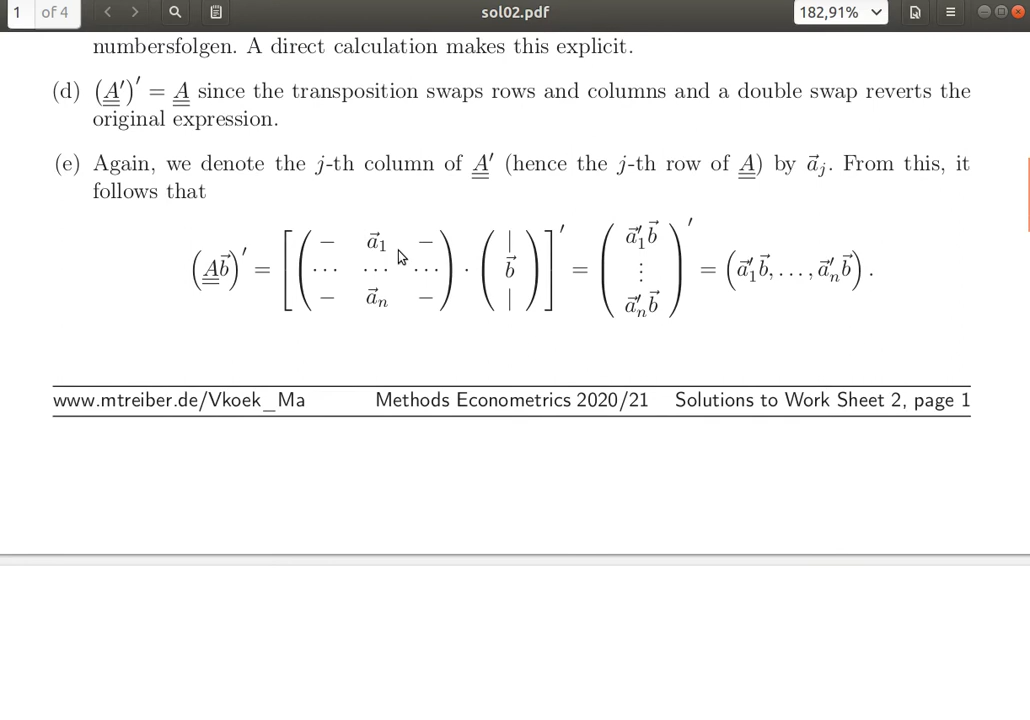 1 of 4 sol02.pdf 182,91%
numbersfolgen. A direct calculation makes this explicit.
(d) (A′)′ = A since the transposition swaps rows and columns and a double swap reverts the
original expression.
(e) Again, we denote the j-th column of A′ (hence the j-th row of A) by a⃗ⱼ. From this, it
follows that
(Ab⃗)′ = [(− a⃗₁ − ⋯ ⋯ ⋯ − a⃗ₙ −) · (| b⃗ |)]′ = (a⃗′₁b⃗ ⋮ a⃗′ₙb⃗)′ = (a⃗′₁b⃗, …, a⃗′ₙb⃗).
www.mtreiber.de/Vkoek_Ma Methods Econometrics 2020/21 Solutions to Work Sheet 2, page 1